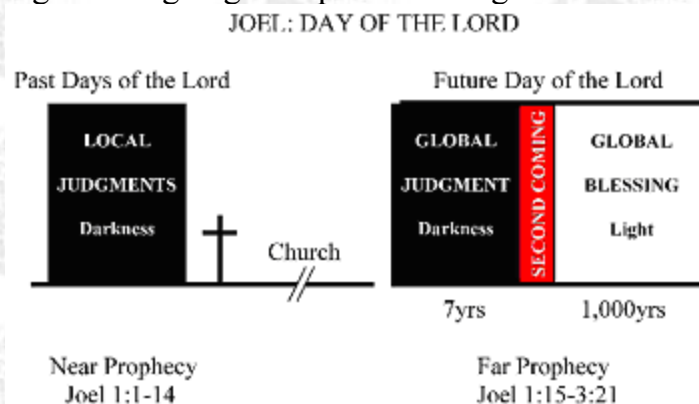 JOEL: DAY OF THE LORD
Past Days of the Lord
Future Day of the Lord
LOCAL
JUDGMENTS
Darkness
Church
GLOBAL
JUDGMENT
Darkness
SECOND COMING
GLOBAL
BLESSING
Light
7yrs
1,000yrs
Near Prophecy
Joel 1:1-14
Far Prophecy
Joel 1:15-3:21